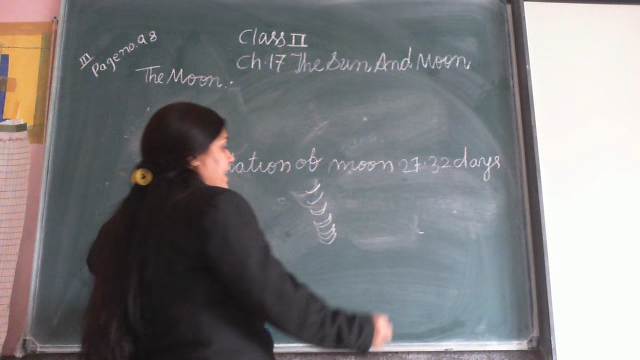 III
Page no. 98
Class II
Ch.17 The Sun And Moon
The Moon.
ation of moon 27.32 days